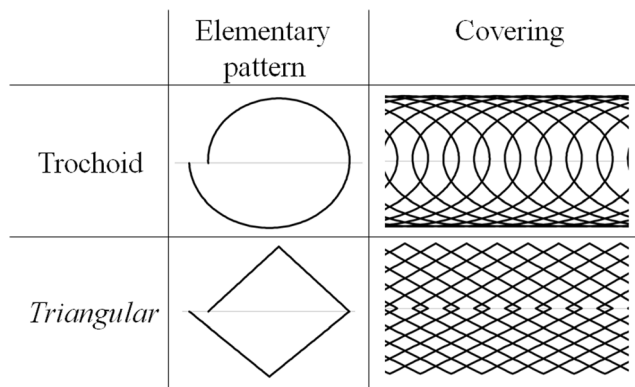 Elementary
pattern
Covering
Trochoid
Triangular